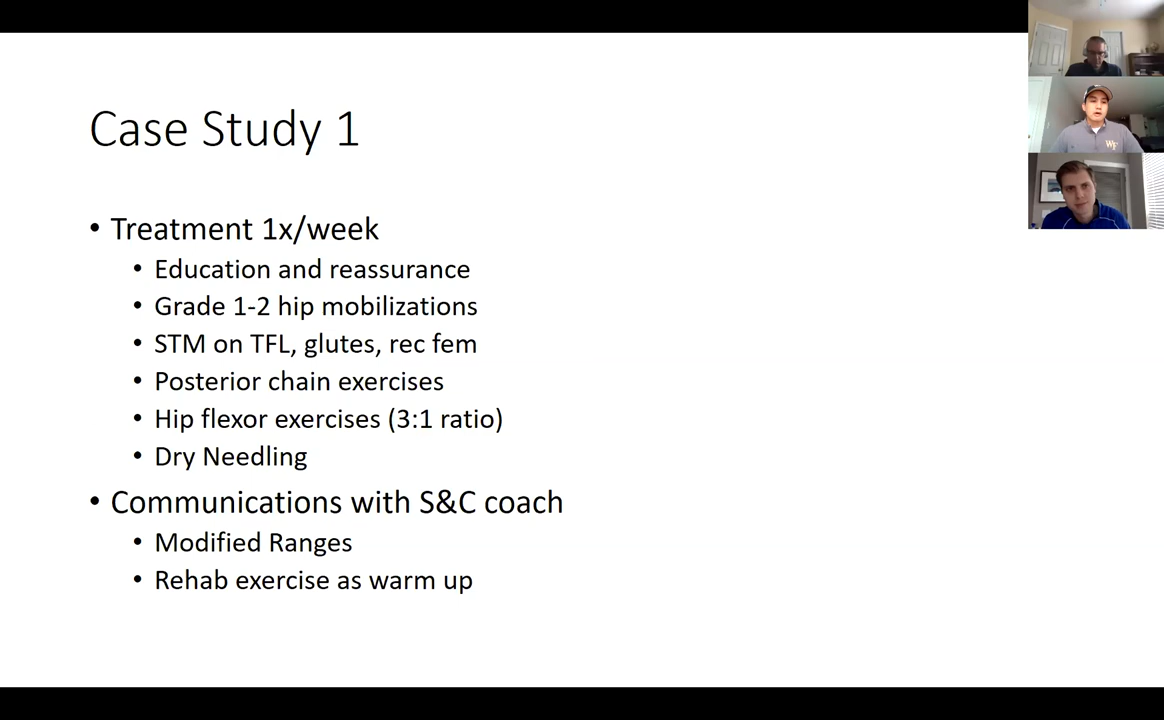 Case Study 1
• Treatment 1x/week
• Education and reassurance
• Grade 1-2 hip mobilizations
• STM on TFL, glutes, rec fem
• Posterior chain exercises
• Hip flexor exercises (3:1 ratio)
• Dry Needling
• Communications with S&C coach
• Modified Ranges
• Rehab exercise as warm up
WF